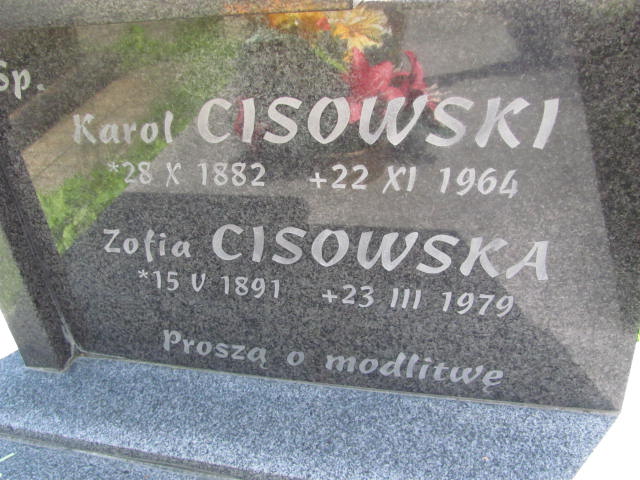 Śp.
Karol CISOWSKI
*28 X 1882 +22 XI 1964
Zofia CISOWSKA
*15 V 1891 +23 III 1979
Proszą o modlitwę